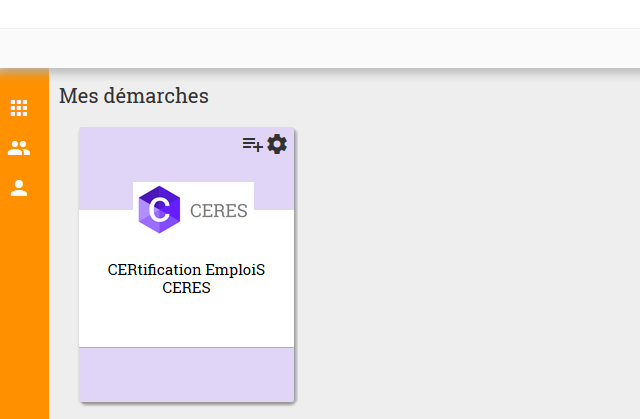 Mes démarches
C CERES
CERtification EmploiS
CERES